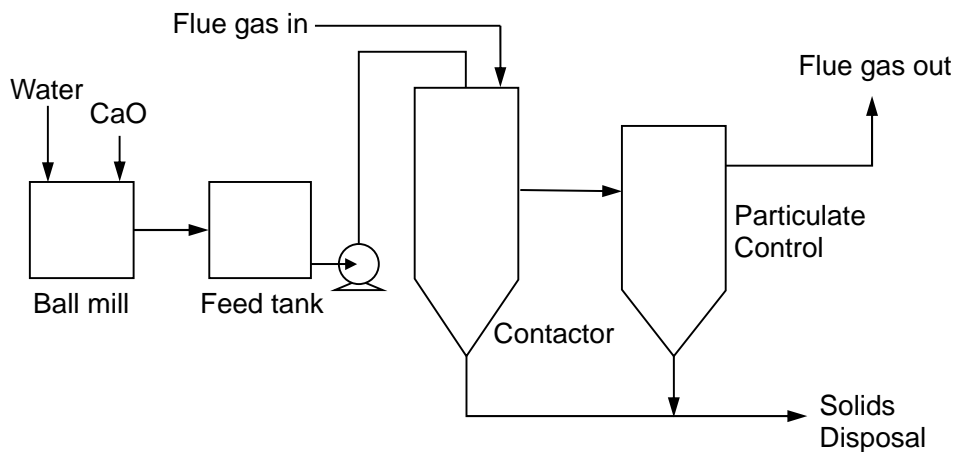 Flue gas in
Flue gas out
Water
CaO
Particulate
Control
Ball mill
Feed tank
Contactor
Solids
Disposal